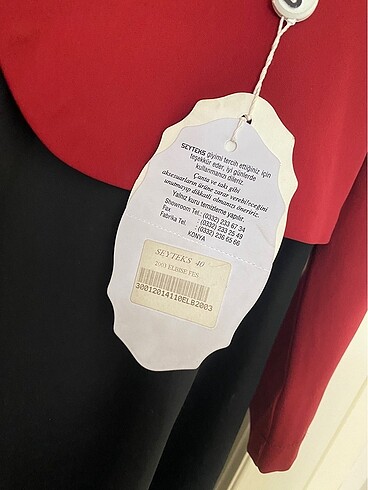 SEYTEKS giyimi tercih ettiğiniz için
teşekkür eder, iyi günlerde
kullanmanızı dileriz.
Çanta ve takı gibi
aksesuarların ürüne zarar verebileceğini
unutmayıp dikkatli olmanızı öneririz.
Yalnız kuru temizleme yapılır.
Showroom Tel.: (0332) 233 67 34
Fax : (0332) 233 25 49
Fabrika Tel. : (0332) 236 65 66
KONYA
SEYTEKS 40
2003 ELBISE FES
30012014110ELB2003